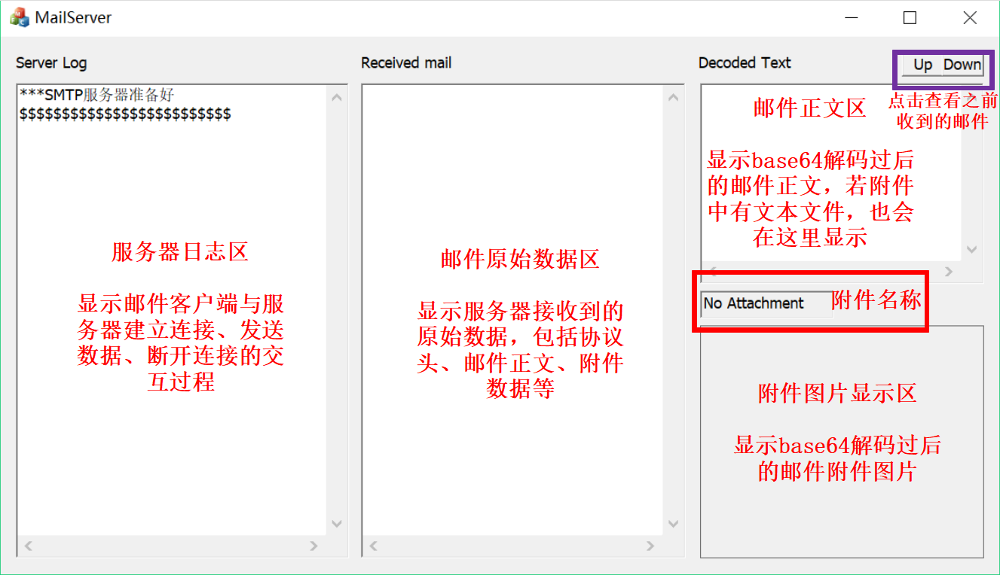 MailServer
Server Log
***SMTP服务器准备好
$$$$$$$$$$$$$$$$$$$$$$$$$
服务器日志区
显示邮件客户端与服
务器建立连接、发送
数据、断开连接的交
互过程
Received mail
邮件原始数据区
显示服务器接收到的
原始数据，包括协议
头、邮件正文、附件
数据等
Decoded Text
Up Down
点击查看之前
收到的邮件
邮件正文区
显示base64解码过后
的邮件正文，若附件
中有文本文件，也会
在这里显示
No Attachment 附件名称
附件图片显示区
显示base64解码过后
的邮件附件图片